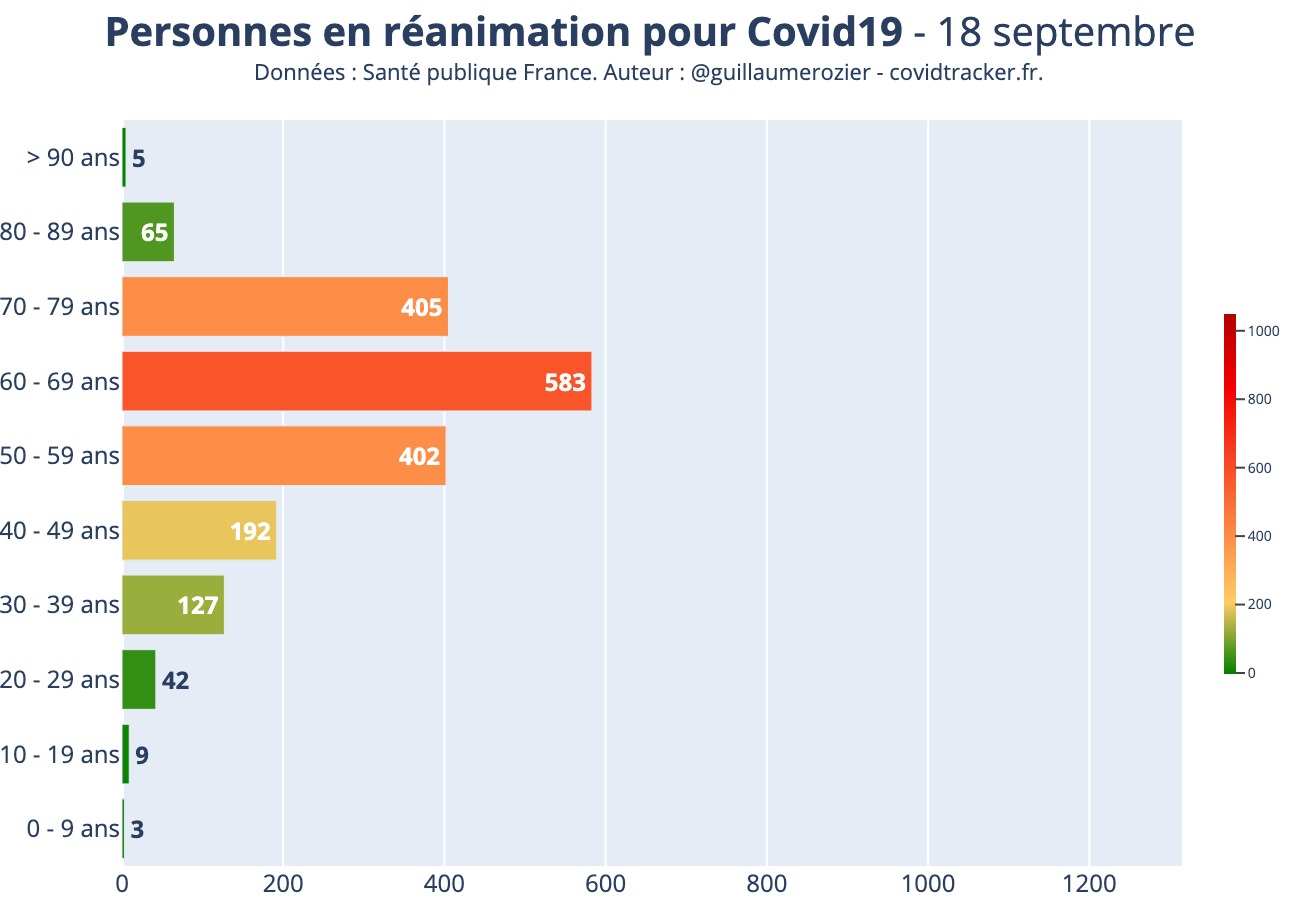 Personnes en réanimation pour Covid19 - 18 septembre
Données : Santé publique France. Auteur : @guillaumerozier - covidtracker.fr.
> 90 ans 5
80 - 89 ans 65
70 - 79 ans 405
60 - 69 ans 583
50 - 59 ans 402
40 - 49 ans 192
30 - 39 ans 127
20 - 29 ans 42
10 - 19 ans 9
0 - 9 ans 3
0 200 400 600 800 1000 1200
1000
800
600
400
200
0